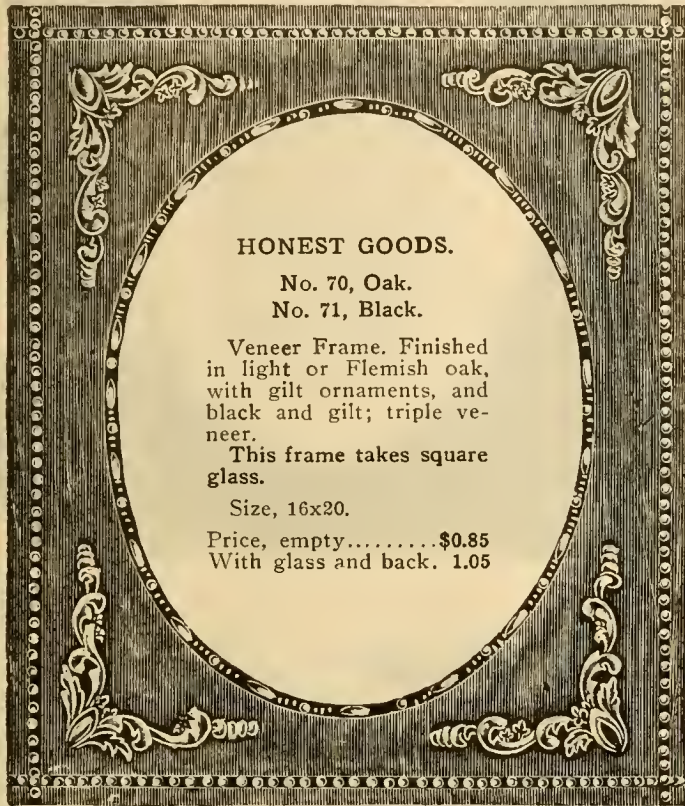 HONEST GOODS.
No. 70, Oak.
No. 71, Black.
Veneer Frame. Finished
in light or Flemish oak,
with gilt ornaments, and
black and gilt; triple ve-
neer.
This frame takes square
glass.
Size, 16x20.
Price, empty.........$0.85
With glass and back. 1.05